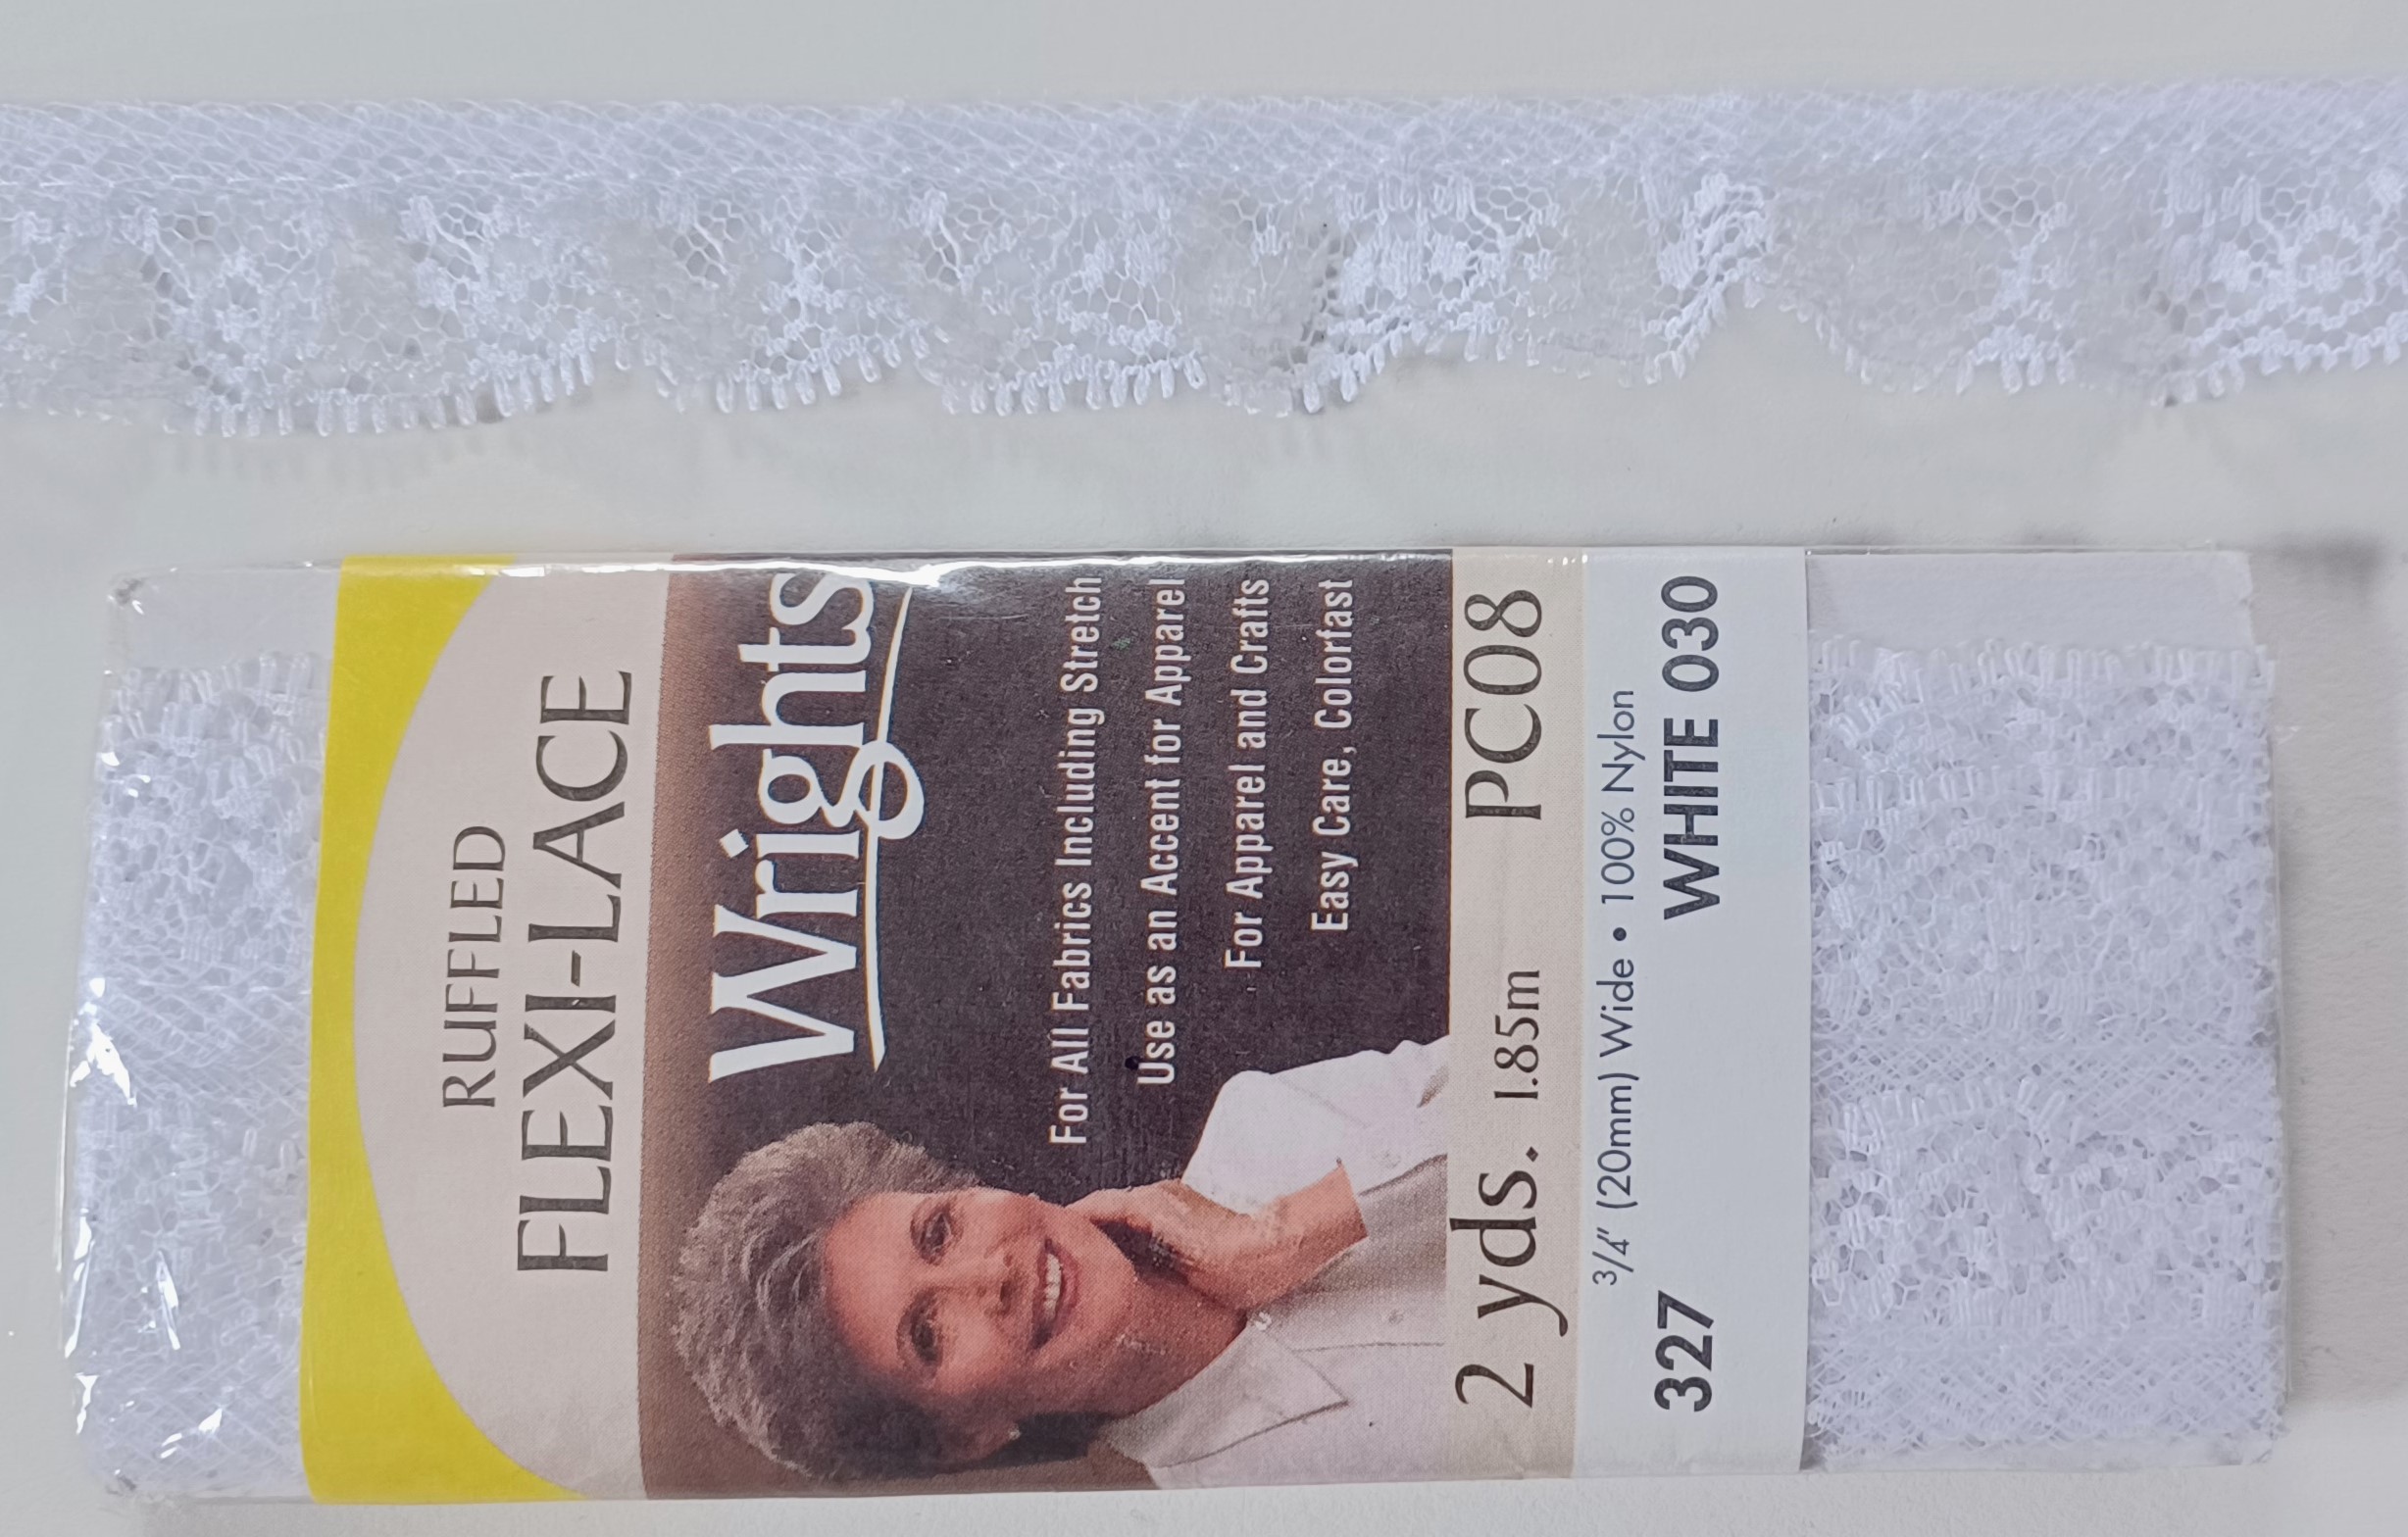 RUFFLED
FLEXI-LACE
Wrights
For All Fabrics Including Stretch
Use as an Accent for Apparel
For Apparel and Crafts
Easy Care, Colorfast
2 yds. 1.85m PC08
3/4" (20mm) Wide • 100% Nylon
327 WHITE 030